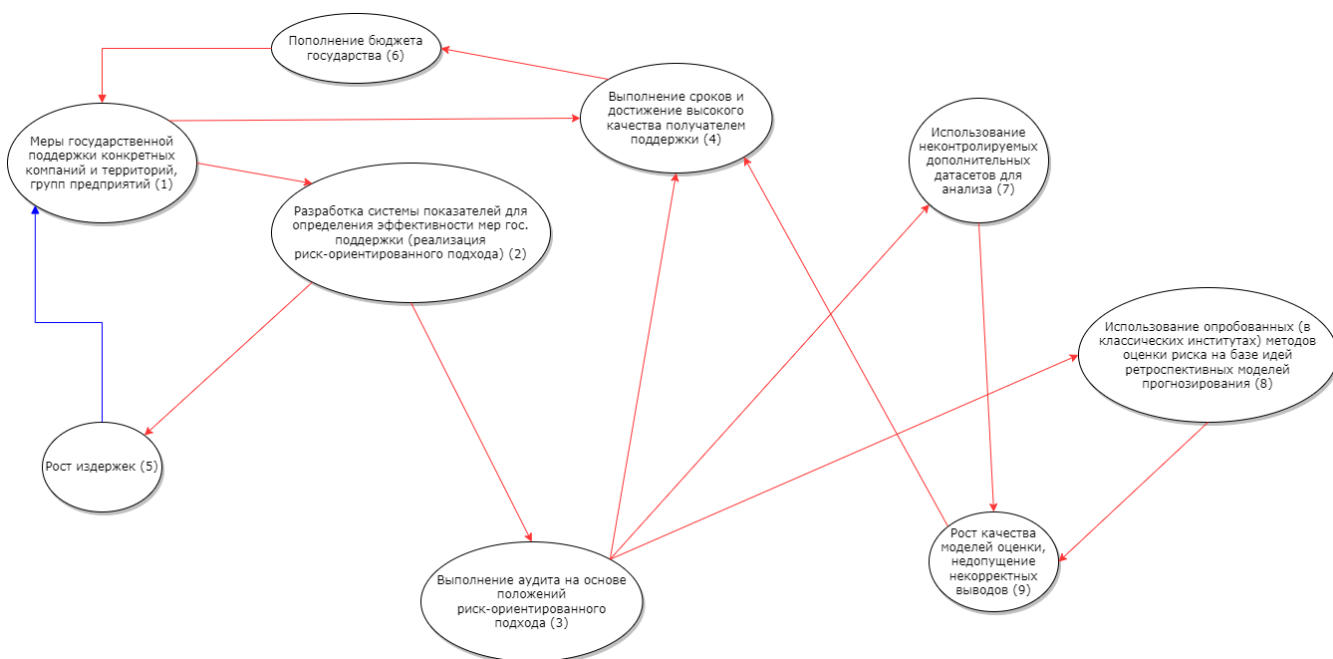 Пополнение бюджета
государства (6)
Меры государственной
поддержки конкретных
компаний и территорий,
групп предприятий (1)
Выполнение сроков и
достижение высокого
качества получателем
поддержки (4)
Использование
неконтролируемых
дополнительных
датасетов для
анализа (7)
Разработка системы показателей для
определения эффективности мер гос.
поддержки (реализация
риск-ориентированного подхода) (2)
Использование опробованных (в
классических институтах) методов
оценки риска на базе идей
ретроспективных моделей
прогнозирования (8)
Рост издержек (5)
Выполнение аудита на основе
положений
риск-ориентированного
подхода (3)
Рост качества
моделей оценки,
недопущение
некорректных
выводов (9)